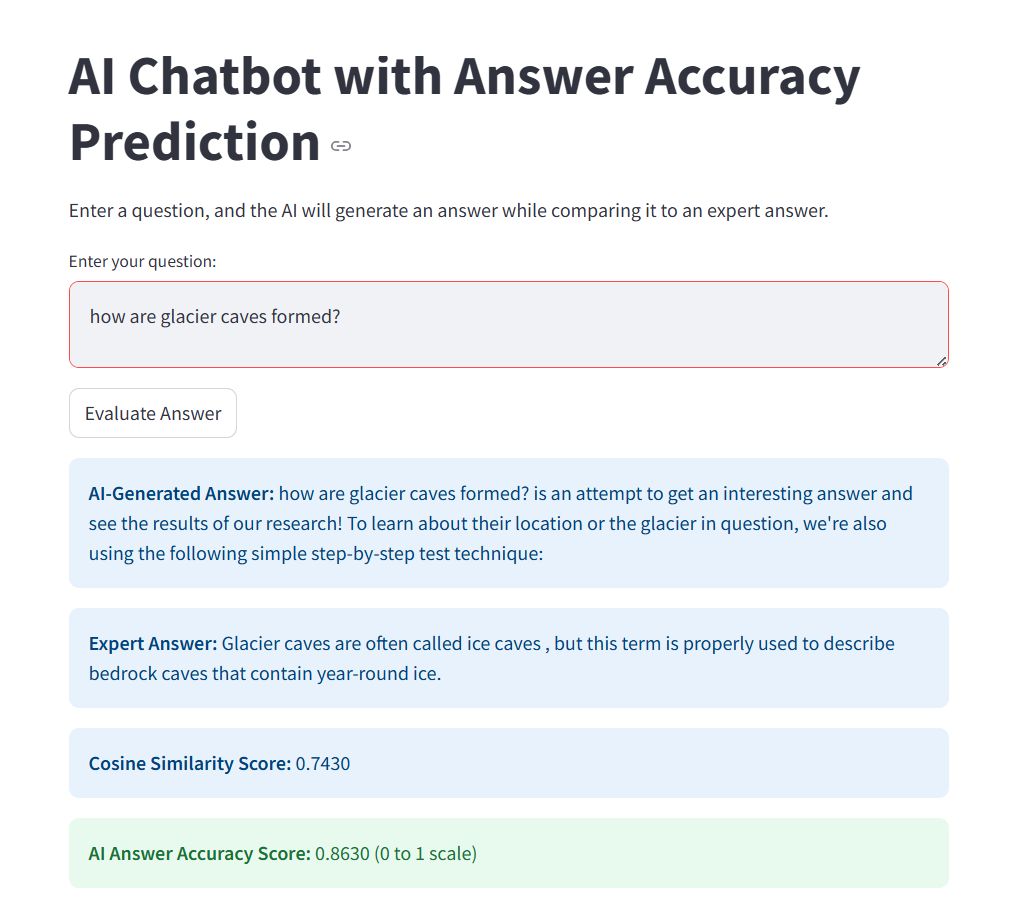 AI Chatbot with Answer Accuracy
Prediction
Enter a question, and the AI will generate an answer while comparing it to an expert answer.
Enter your question:
how are glacier caves formed?
Evaluate Answer
AI-Generated Answer: how are glacier caves formed? is an attempt to get an interesting answer and
see the results of our research! To learn about their location or the glacier in question, we're also
using the following simple step-by-step test technique:
Expert Answer: Glacier caves are often called ice caves , but this term is properly used to describe
bedrock caves that contain year-round ice.
Cosine Similarity Score: 0.7430
AI Answer Accuracy Score: 0.8630 (0 to 1 scale)